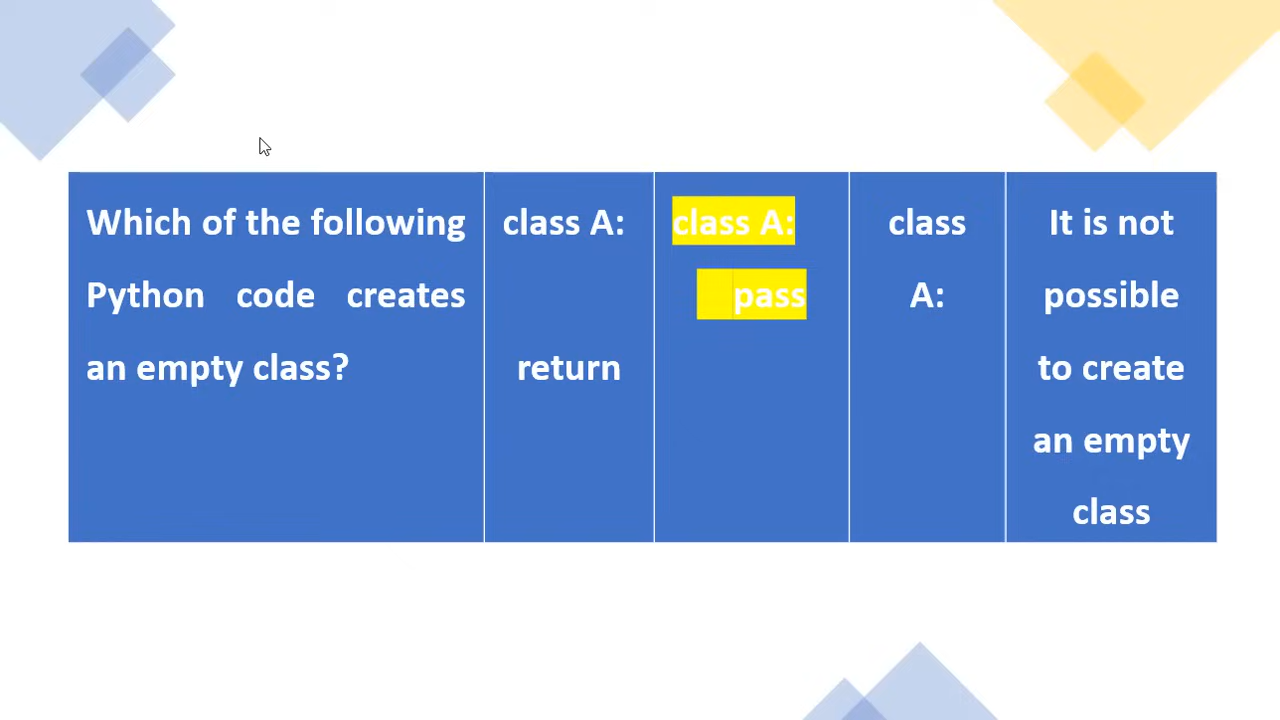 Which of the following
Python code creates
an empty class?
class A:
return
class A:
pass
class
A:
It is not
possible
to create
an empty
class